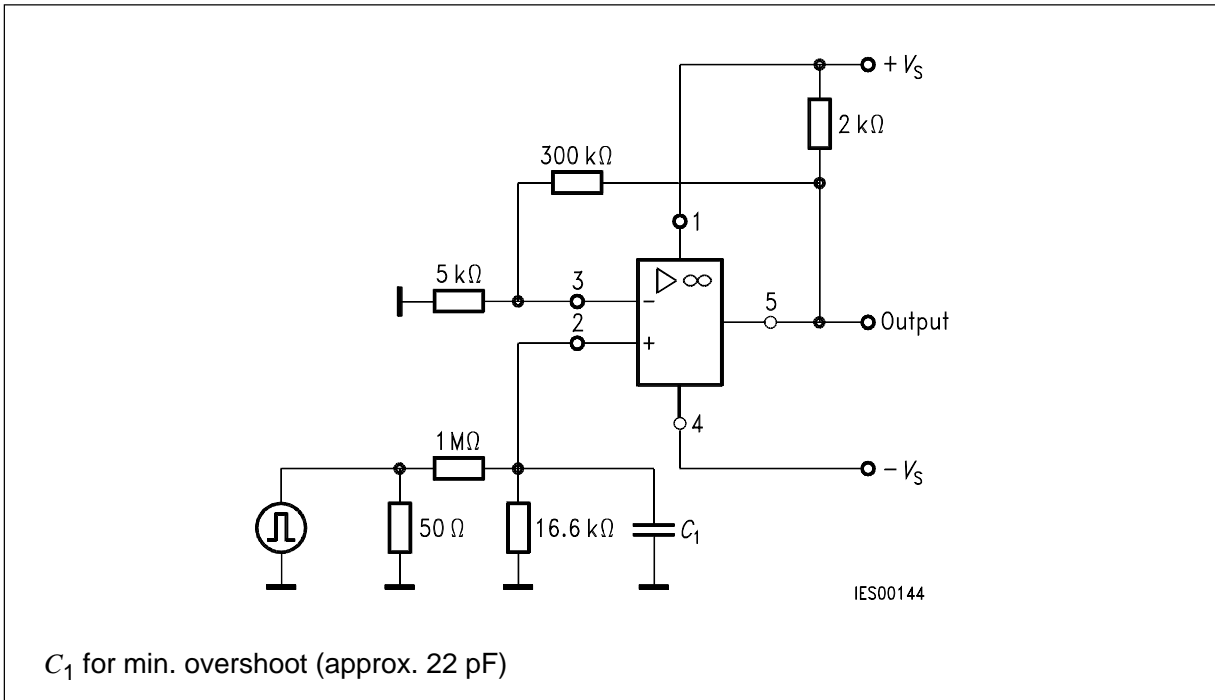 + V_S
2 kΩ
300 kΩ
1
5 kΩ
3
▷ ∞
−
5
2
Output
+
4
1 MΩ
− V_S
50 Ω
16.6 kΩ
C_1
IES00144
C_1 for min. overshoot (approx. 22 pF)